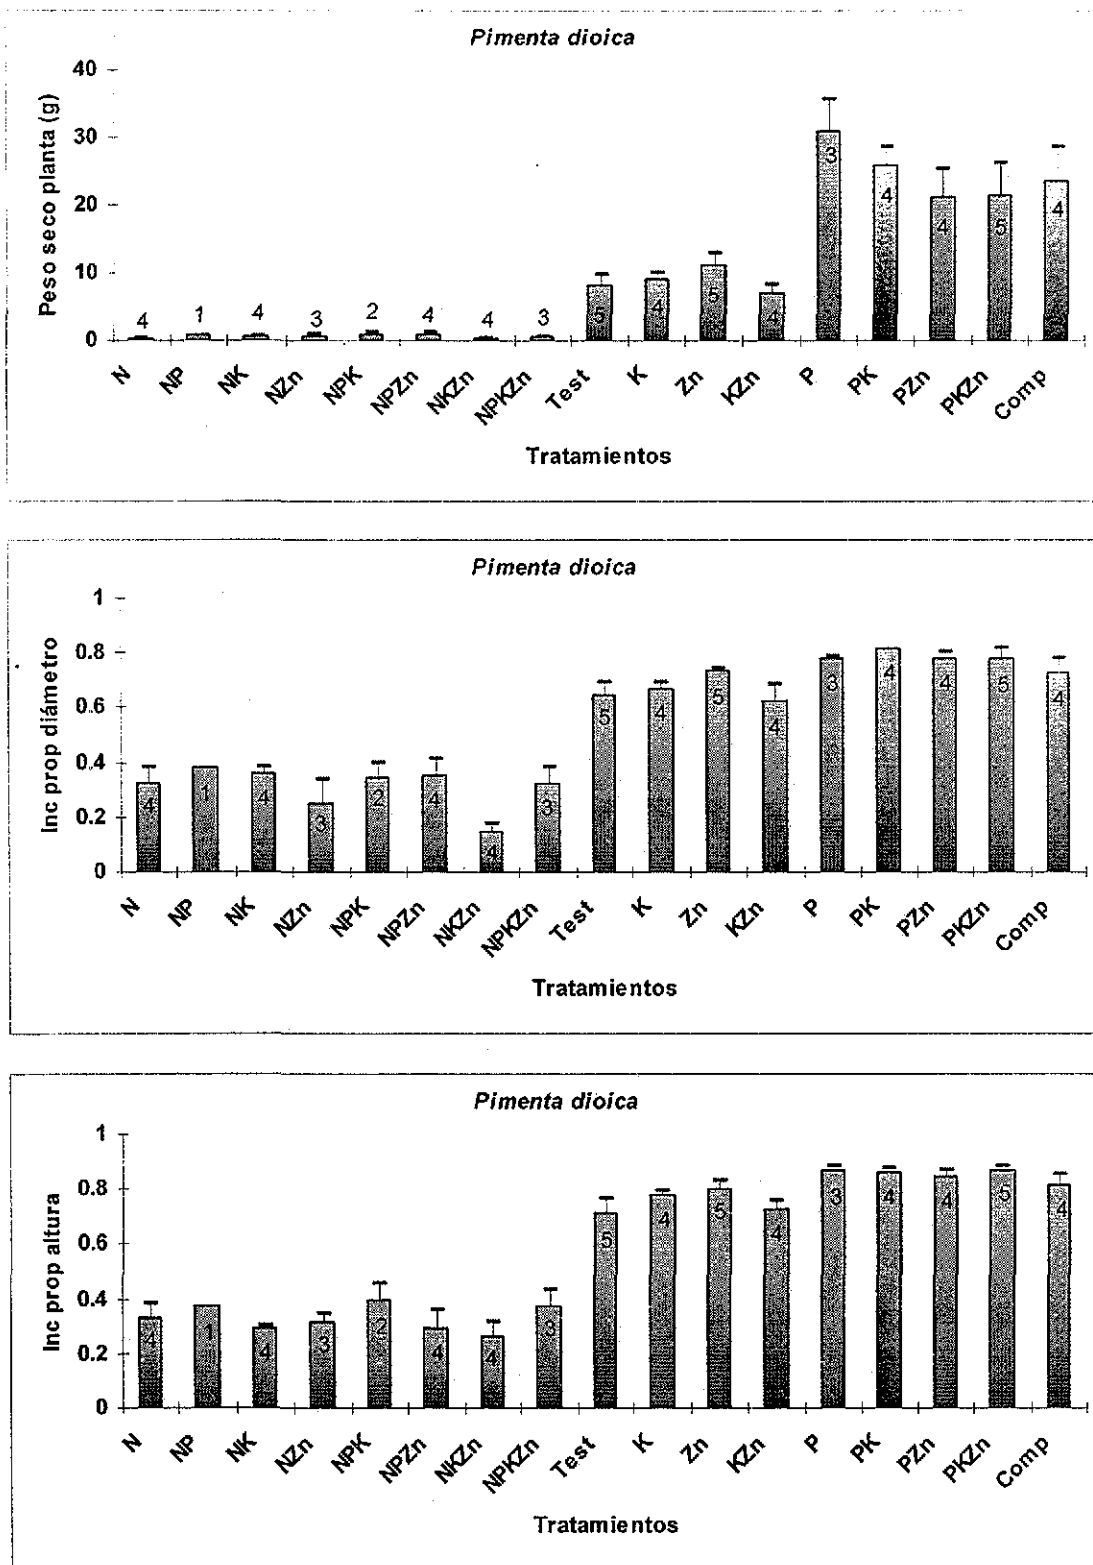 Pimenta dioica
Peso seco planta (g)
40
30
20
10
0
4 1 4 3 2 4 4 3 5 4 5 4 3 4 4 5 4
N NP NK NZn NPK NPZn NKZn NPKZn Test K Zn KZn P PK PZn PKZn Comp
Tratamientos
Pimenta dioica
Inc prop diámetro
1
0.8
0.6
0.4
0.2
0
4 1 4 3 2 4 4 3 5 4 5 4 3 4 4 5 4
N NP NK NZn NPK NPZn NKZn NPKZn Test K Zn KZn P PK PZn PKZn Comp
Tratamientos
Pimenta dioica
Inc prop altura
1
0.8
0.6
0.4
0.2
0
4 1 4 3 2 4 4 3 5 4 5 4 3 4 4 5 4
N NP NK NZn NPK NPZn NKZn NPKZn Test K Zn KZn P PK PZn PKZn Comp
Tratamientos